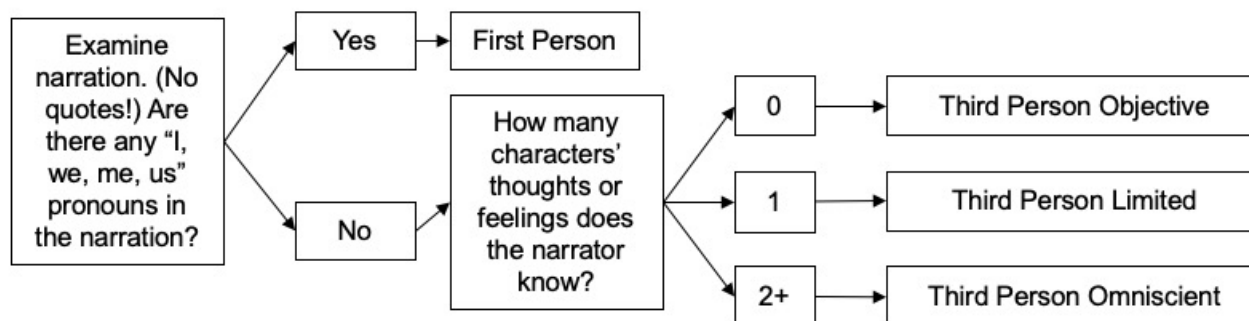 Examine
narration. (No
quotes!) Are
there any “I,
we, me, us”
pronouns in
the narration?
Yes
First Person
No
How many
characters’
thoughts or
feelings does
the narrator
know?
0
Third Person Objective
1
Third Person Limited
2+
Third Person Omniscient